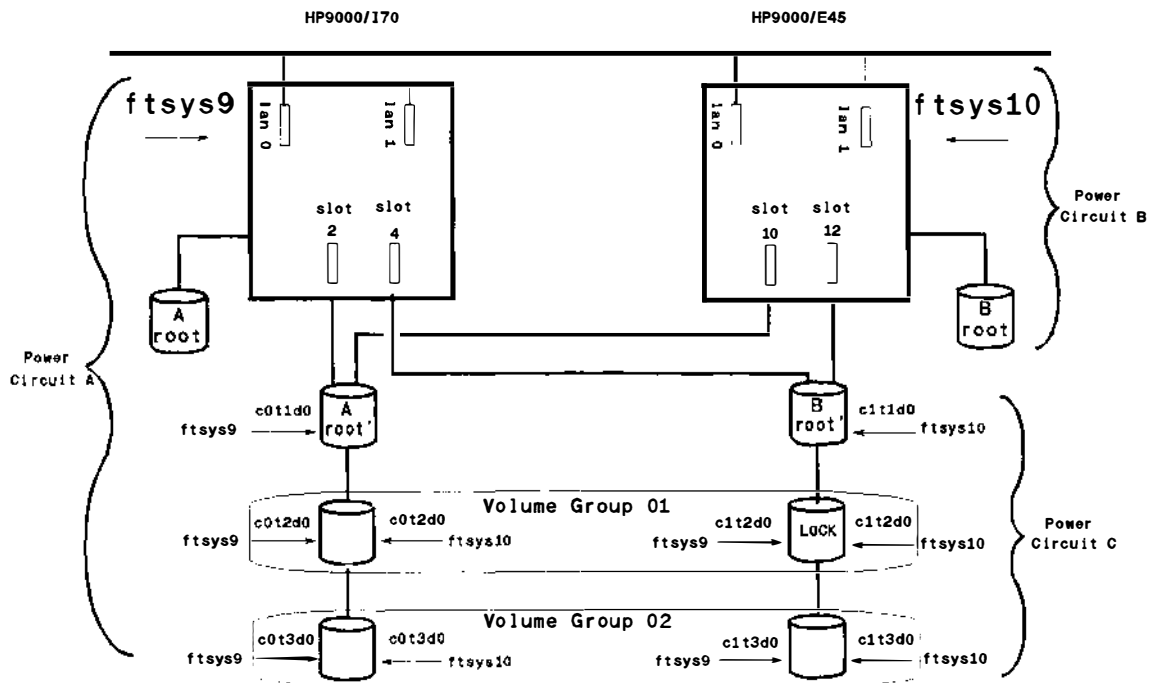 HP9000/I70
HP9000/E45
ftsys9
lan 0
lan 1
lan 0
lan 1
ftsys10
slot
2
slot
4
slot
10
slot
12
Power
Circuit B
A
root
B
root
Power
Circuit A
c0t1d0
ftsys9
A
root'
B
root'
c1t1d0
ftsys10
Volume Group 01
c0t2d0
ftsys9
c0t2d0
ftsys10
c1t2d0
ftsys9
LOCK
c1t2d0
ftsys10
Power
Circuit C
Volume Group 02
c0t3d0
ftsys9
c0t3d0
ftsys10
c1t3d0
ftsys9
c1t3d0
ftsys10